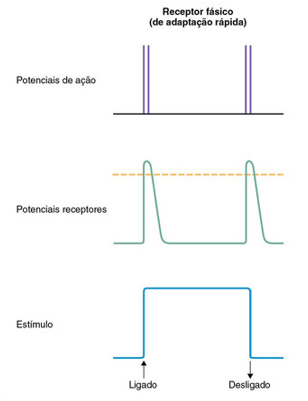 Receptor fásico
(de adaptação rápida)
Potenciais de ação
Potenciais receptores
Estímulo
Ligado
Desligado